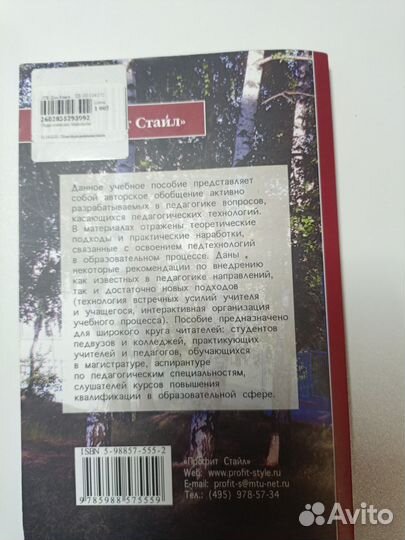 2602855293992
т Стайл»
Данное учебное пособие представляет
собой авторское обобщение активно
разрабатываемых в педагогике вопросов,
касающихся педагогических технологий.
В материалах отражены теоретические
подходы и практические наработки,
связанные с освоением педтехнологий
в образовательном процессе. Даны
некоторые рекомендации по внедрению
как известных в педагогике направлений,
так и достаточно новых подходов
(технология встречных усилий учителя
и учащегося, интерактивная организация
учебного процесса). Пособие предназначено
для широкого круга читателей: студентов
педвузов и колледжей, практикующих
учителей и педагогов, обучающихся
в магистратуре, аспирантуре
по педагогическим специальностям,
слушателей курсов повышения
квалификации в образовательной сфере.
ISBN 5-98857-555-2
9785988575559
«Профит Стайл»
Web: www.profit-style.ru
E-mail: profit-s@mtu-net.ru
Тел.: (495) 978-57-34
Avito